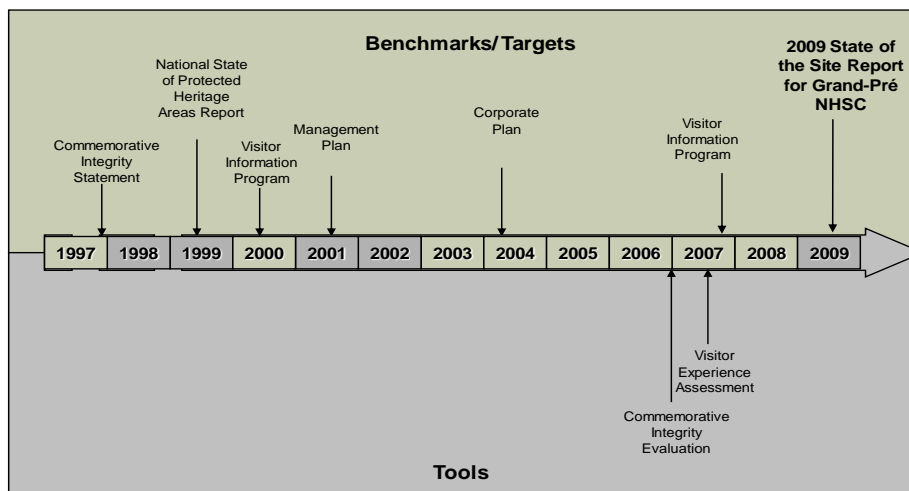 Benchmarks/Targets
2009 State of
the Site Report
for Grand-Pré
NHSC
National State
of Protected
Heritage
Areas Report
Commemorative
Integrity
Statement
Visitor
Information
Program
Management
Plan
Corporate
Plan
Visitor
Information
Program
1997 1998 1999 2000 2001 2002 2003 2004 2005 2006 2007 2008 2009
Visitor
Experience
Assessment
Commemorative
Integrity
Evaluation
Tools